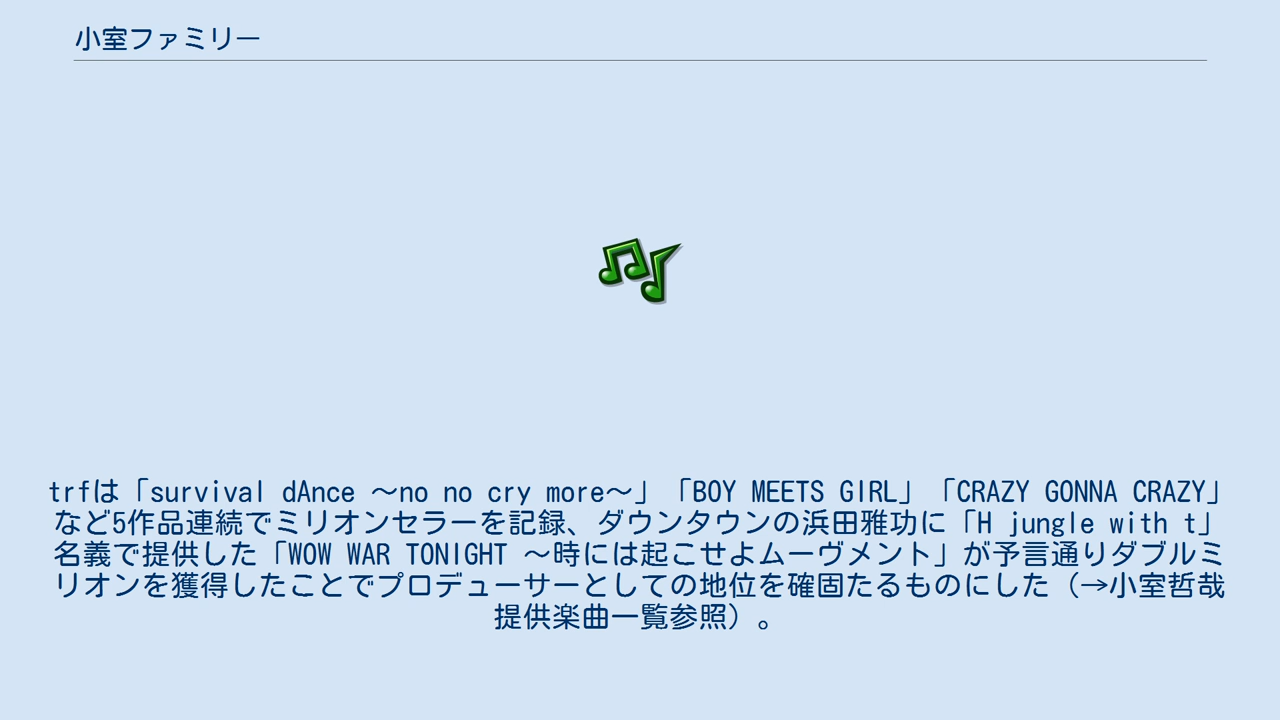 小室ファミリー
trfは「survival dAnce 〜no no cry more〜」「BOY MEETS GIRL」「CRAZY GONNA CRAZY」
など5作品連続でミリオンセラーを記録、ダウンタウンの浜田雅功に「H jungle with t」
名義で提供した「WOW WAR TONIGHT 〜時には起こせよムーヴメント」が予言通りダブルミ
リオンを獲得したことでプロデューサーとしての地位を確固たるものにした（→小室哲哉
提供楽曲一覧参照）。